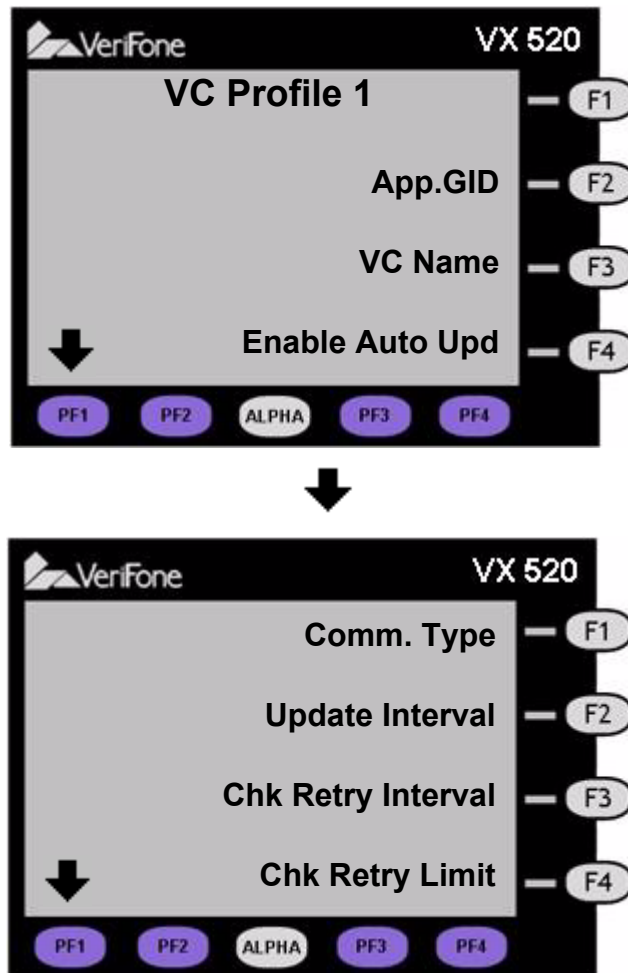 VeriFone VX 520
VC Profile 1
F1
App.GID F2
VC Name F3
Enable Auto Upd F4
PF1 PF2 ALPHA PF3 PF4
VeriFone VX 520
Comm. Type F1
Update Interval F2
Chk Retry Interval F3
Chk Retry Limit F4
PF1 PF2 ALPHA PF3 PF4